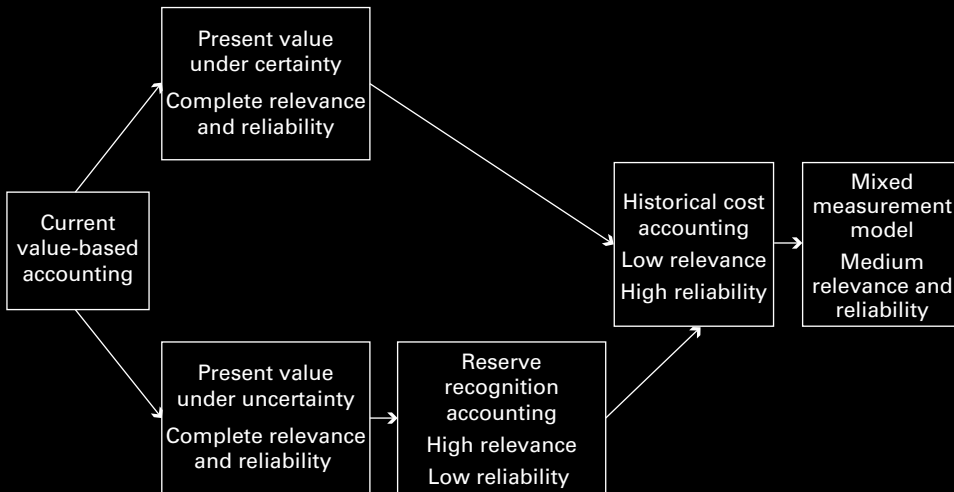 Present value
under certainty
Complete relevance
and reliability
Current
value-based
accounting
Historical cost
accounting
Low relevance
High reliability
Mixed
measurement
model
Medium
relevance and
reliability
Present value
under uncertainty
Complete relevance
and reliability
Reserve
recognition
accounting
High relevance
Low reliability